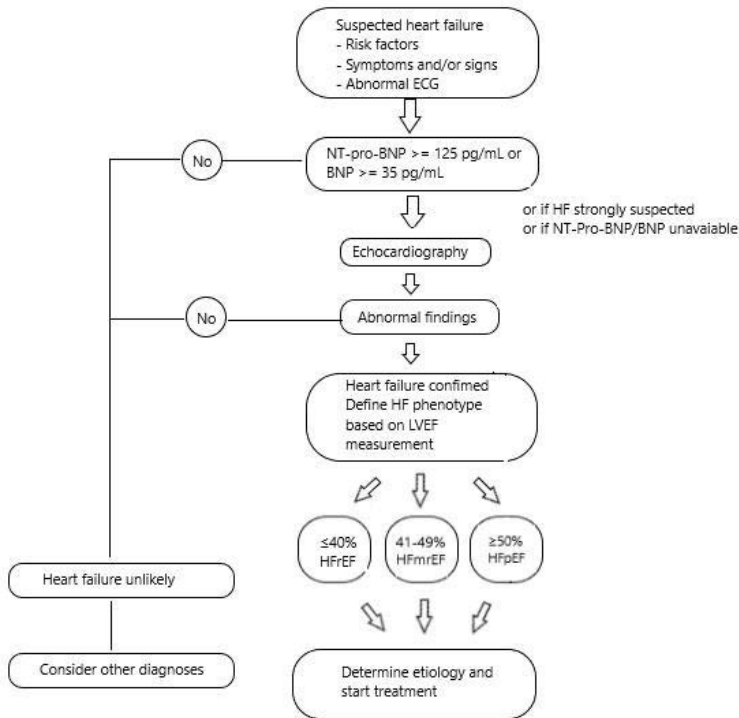 Suspected heart failure
- Risk factors
- Symptoms and/or signs
- Abnormal ECG
No
NT-pro-BNP >= 125 pg/mL or
BNP >= 35 pg/mL
or if HF strongly suspected
or if NT-Pro-BNP/BNP unavaiable
Echocardiography
No
Abnormal findings
Heart failure confimed
Define HF phenotype
based on LVEF
measurement
≤40%
HFrEF
41-49%
HFmrEF
≥50%
HFpEF
Heart failure unlikely
Consider other diagnoses
Determine etiology and
start treatment